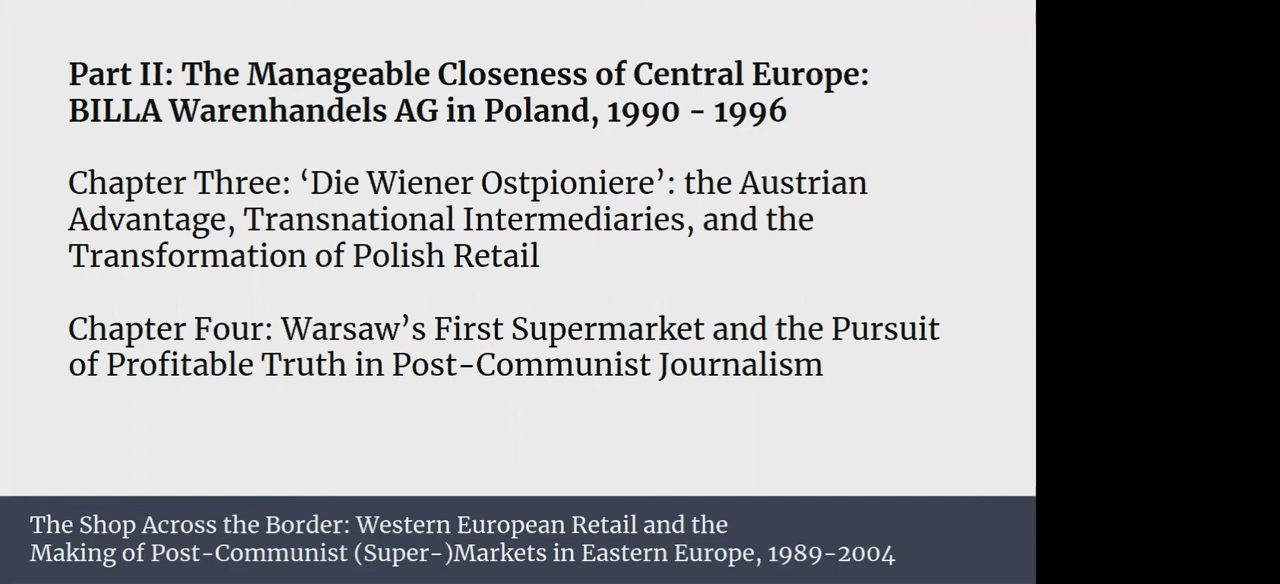 Part II: The Manageable Closeness of Central Europe:
BILLA Warenhandels AG in Poland, 1990 - 1996
Chapter Three: ‘Die Wiener Ostpioniere’: the Austrian
Advantage, Transnational Intermediaries, and the
Transformation of Polish Retail
Chapter Four: Warsaw’s First Supermarket and the Pursuit
of Profitable Truth in Post-Communist Journalism
The Shop Across the Border: Western European Retail and the
Making of Post-Communist (Super-)Markets in Eastern Europe, 1989-2004